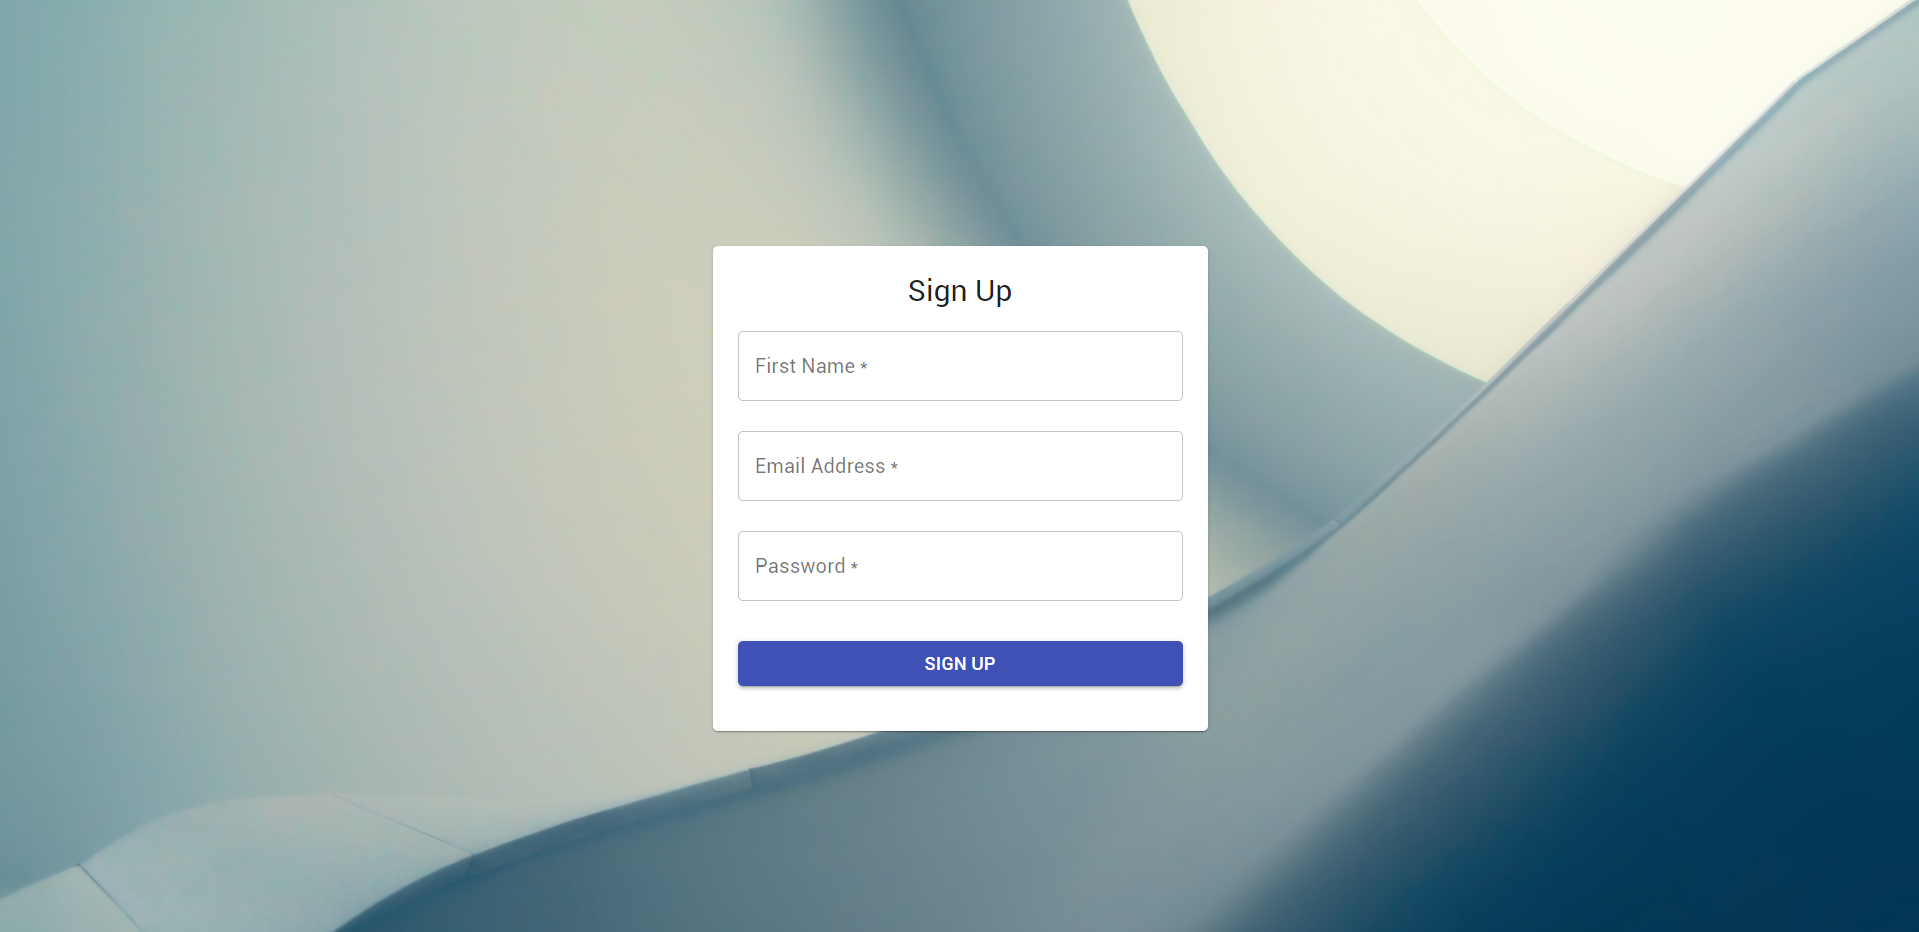 Sign Up
First Name *
Email Address *
Password *
SIGN UP